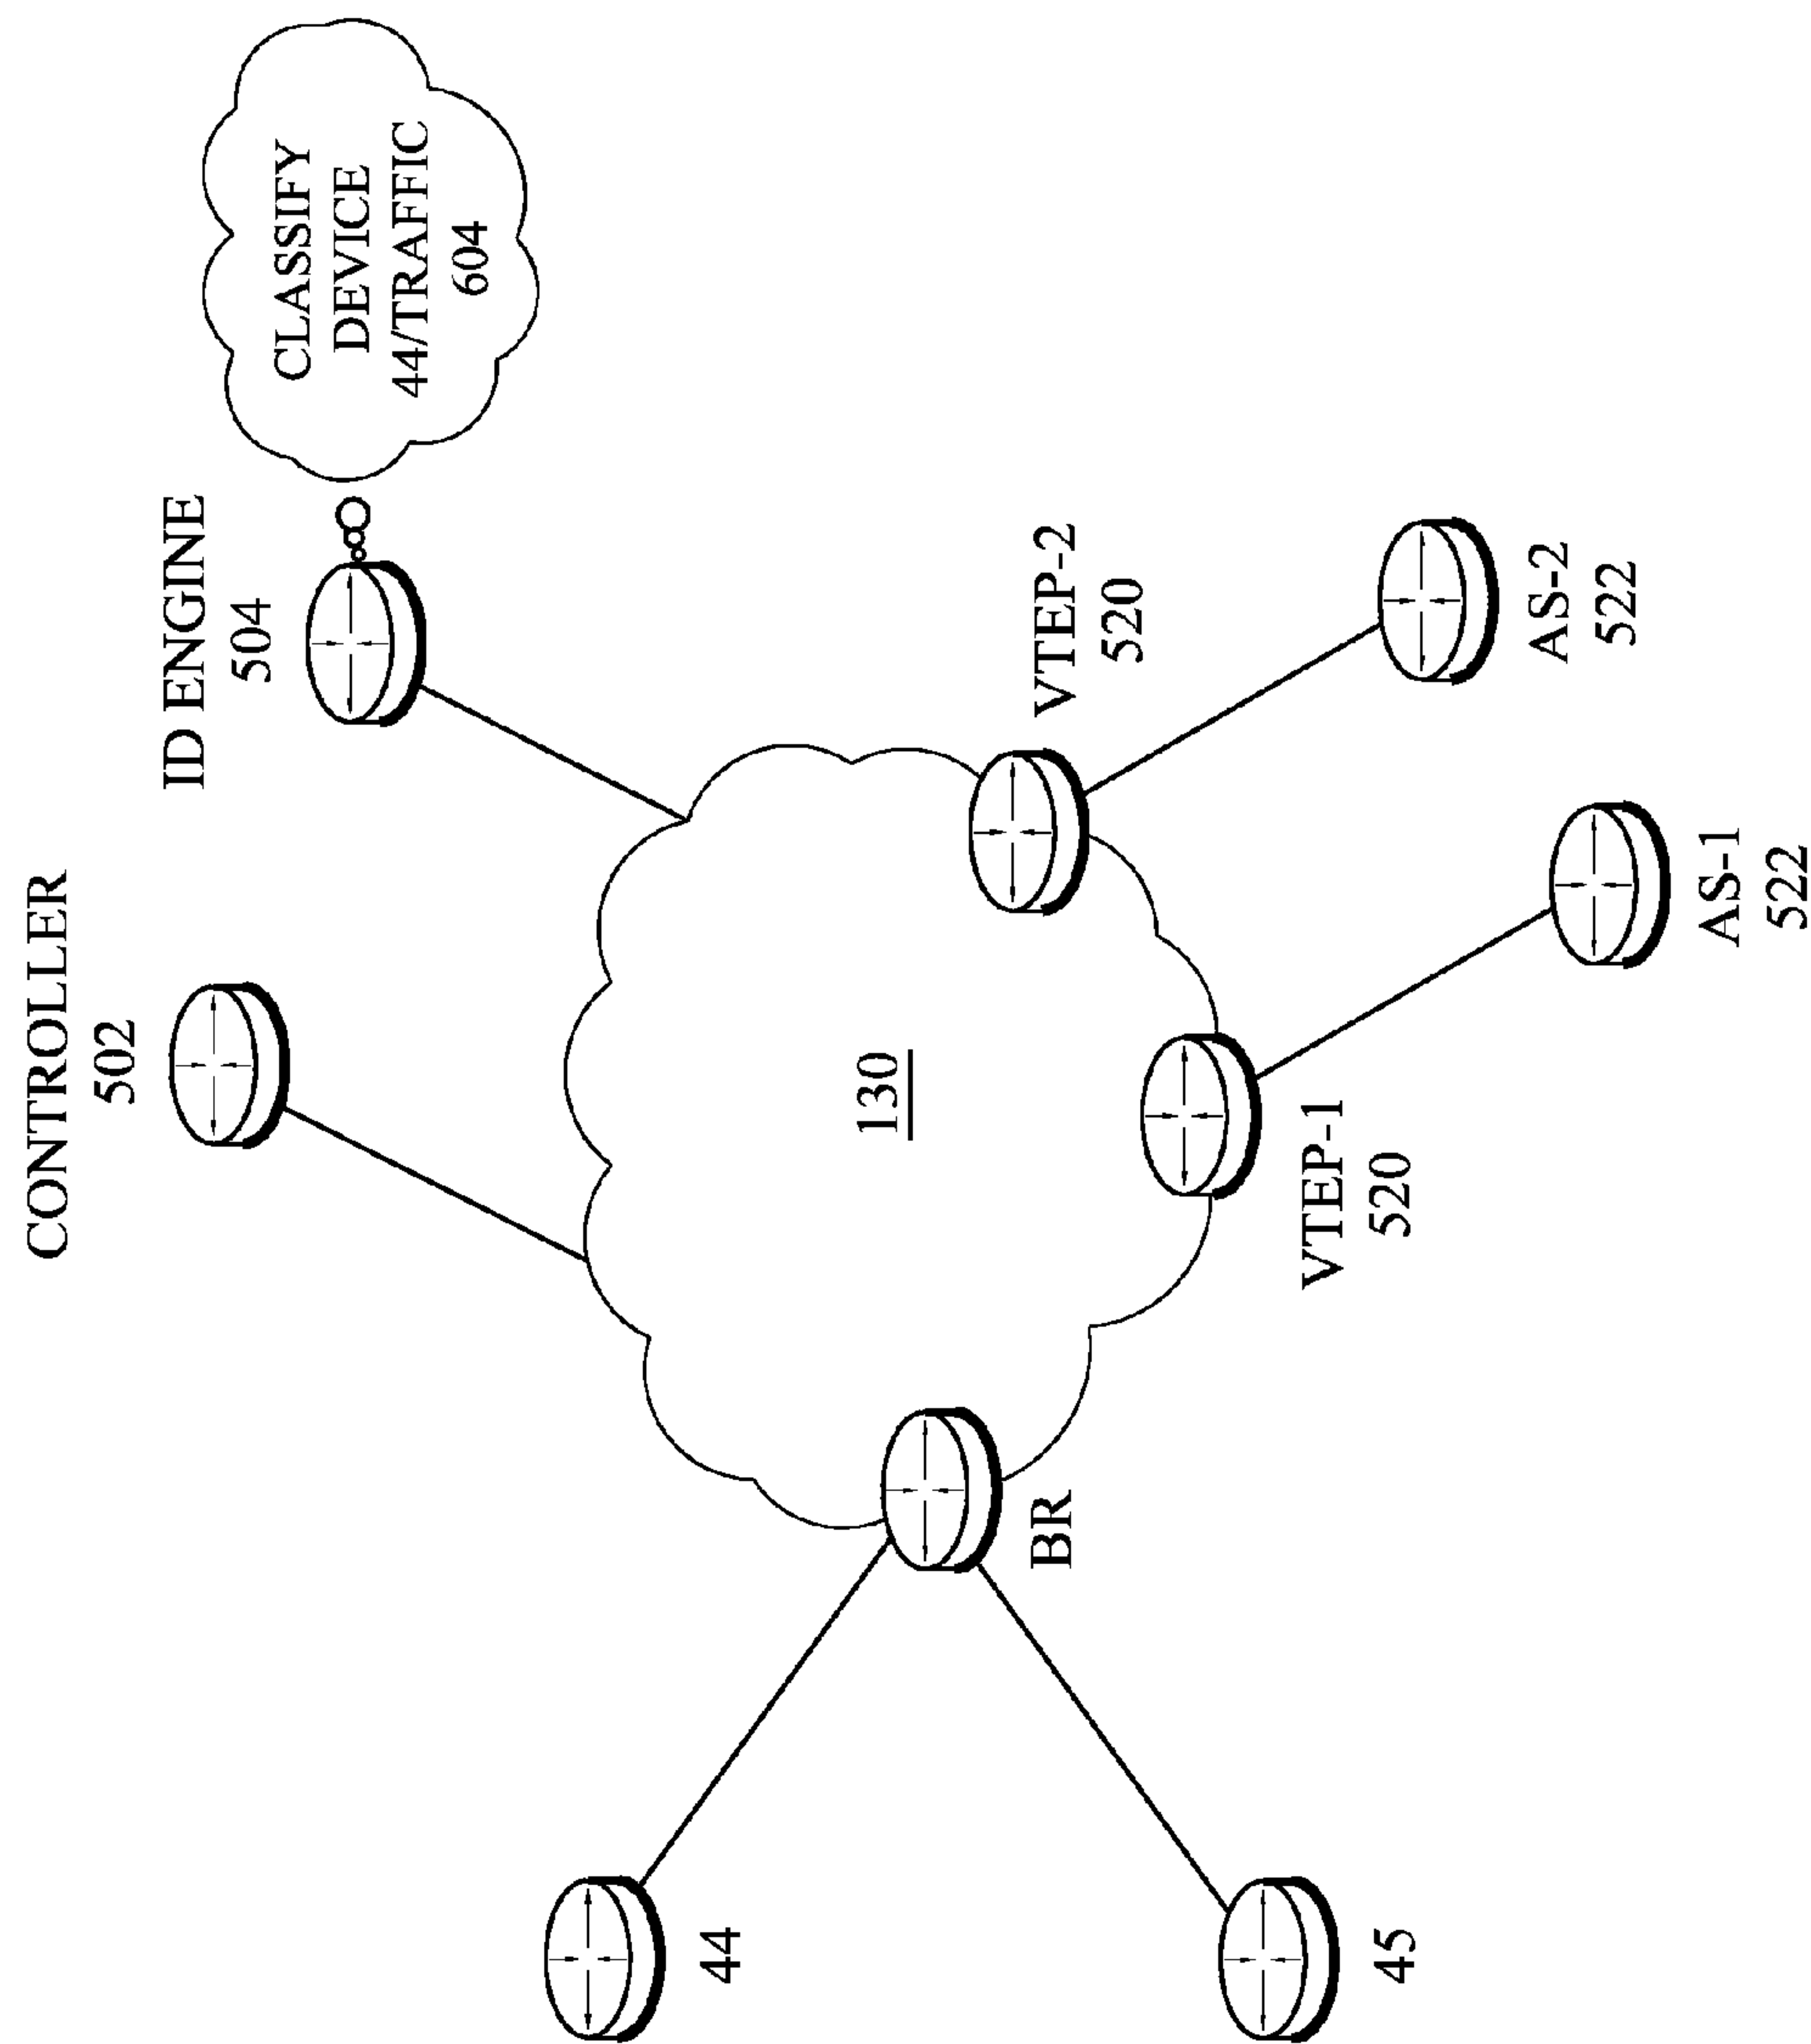 CONTROLLER
502
ID ENGINE
504
CLASSIFY
DEVICE
44/TRAFFIC
604
44
130
VTEP-2
520
BR
VTEP-1
520
45
AS-2
522
AS-1
522